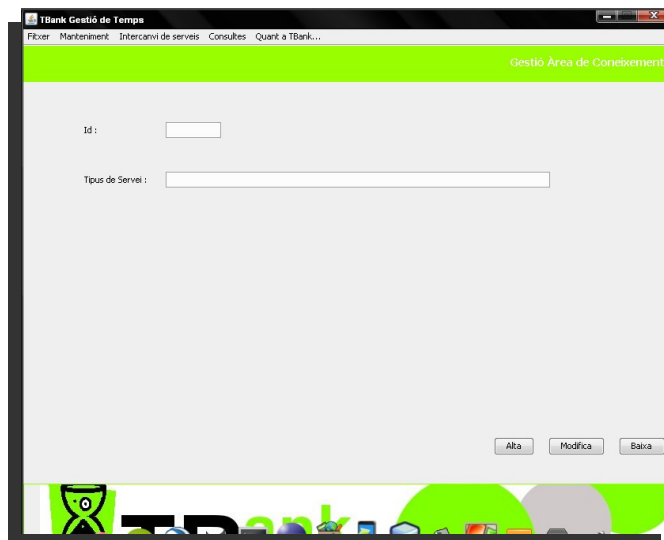 TBank Gestió de Temps
Fitxer Manteniment Intercanvi de serveis Consultes Quant a TBank...
Gestió Àrea de Coneixement
Id :
Tipus de Servei :
Alta Modifica Baixa
TBank